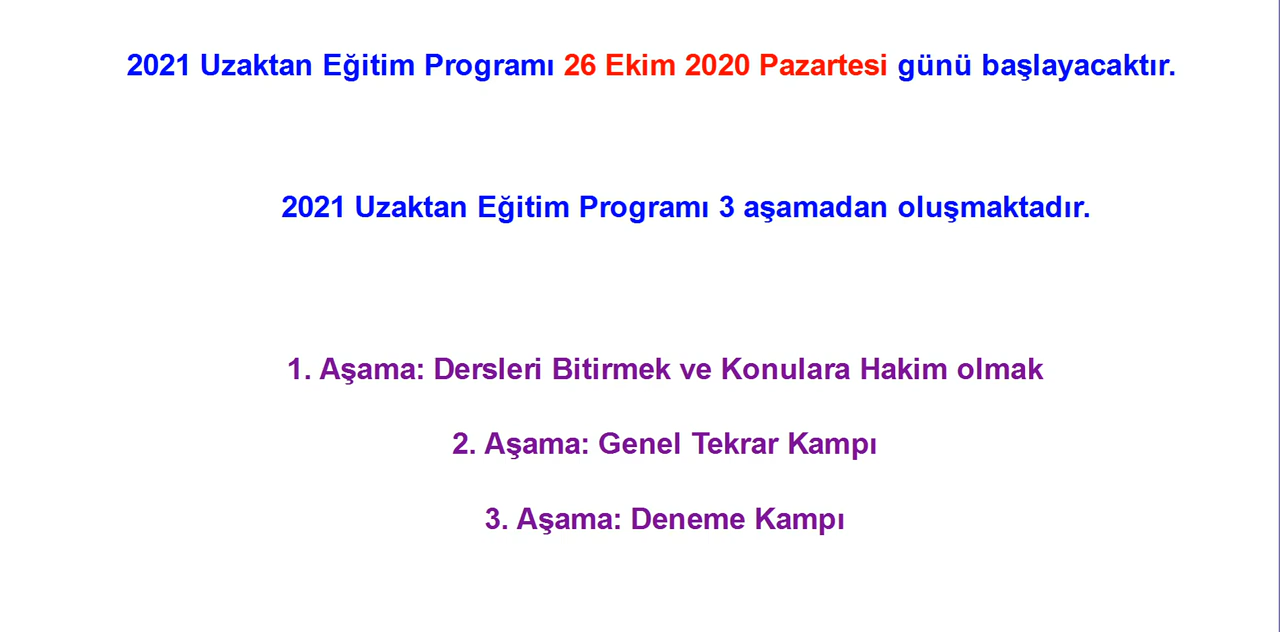 2021 Uzaktan Eğitim Programı 26 Ekim 2020 Pazartesi günü başlayacaktır.
2021 Uzaktan Eğitim Programı 3 aşamadan oluşmaktadır.
1. Aşama: Dersleri Bitirmek ve Konulara Hakim olmak
2. Aşama: Genel Tekrar Kampı
3. Aşama: Deneme Kampı